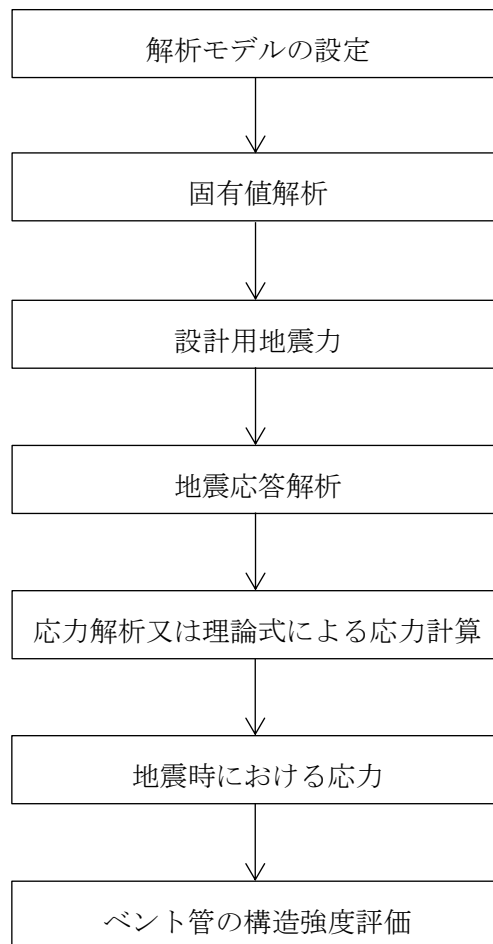 解析モデルの設定
固有値解析
設計用地震力
地震応答解析
応力解析又は理論式による応力計算
地震時における応力
ベント管の構造強度評価